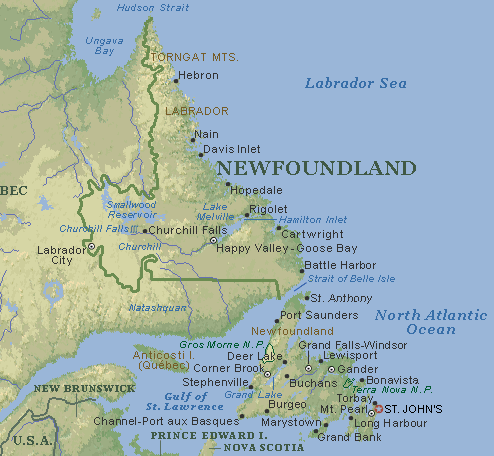 Hudson Strait
Ungava
Bay
TORNGAT MTS.
Hebron
Labrador Sea
LABRADOR
Nain
Davis Inlet
NEWFOUNDLAND
BEC
Hopedale
Smallwood
Reservoir
Lake
Melville
Rigolet
Hamilton Inlet
Churchill Falls
Churchill Falls
Cartwright
Labrador
City
Churchill
Happy Valley-Goose Bay
Battle Harbor
Strait of Belle Isle
St. Anthony
Natashquan
Port Saunders
North Atlantic
Ocean
Newfoundland
Gros Morne N.P.
Grand Falls-Windsor
Anticosti I.
(Québec)
Deer Lake
Lewisport
Corner Brook
Gander
Stephenville
Buchans
Bonavista
Terra Nova N.P.
NEW BRUNSWICK
Grand Lake
Gulf of
St. Lawrence
Burgeo
Torbay
Mt. Pearl
ST. JOHN'S
Channel-Port aux Basques
Marystown
Long Harbour
U.S.A.
PRINCE EDWARD I.
Grand Bank
NOVA SCOTIA